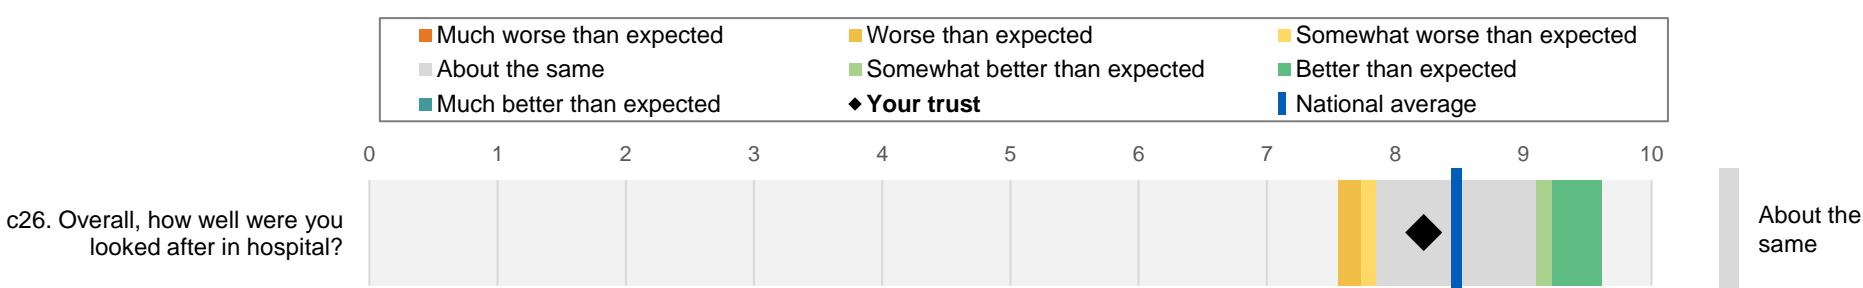 Much worse than expected
Worse than expected
Somewhat worse than expected
About the same
Somewhat better than expected
Better than expected
Much better than expected
Your trust
National average
0 1 2 3 4 5 6 7 8 9 10
c26. Overall, how well were you
looked after in hospital?
About the
same